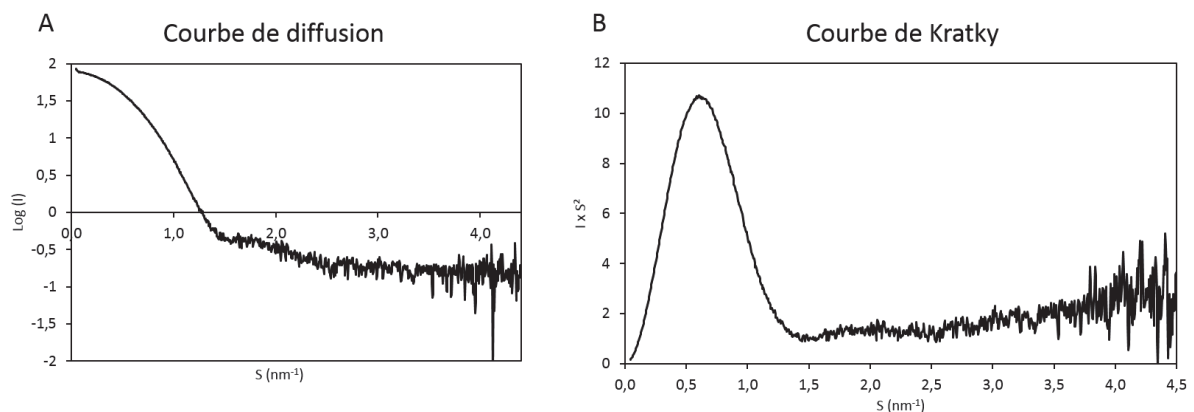 A
Courbe de diffusion
Log (I)
2
1,5
1
0,5
0
-0,5
-1
-1,5
-2
0,0 1,0 2,0 3,0 4,0
S (nm-1)
B
Courbe de Kratky
I x S²
12
10
8
6
4
2
0
0,0 0,5 1,0 1,5 2,0 2,5 3,0 3,5 4,0 4,5
S (nm-1)